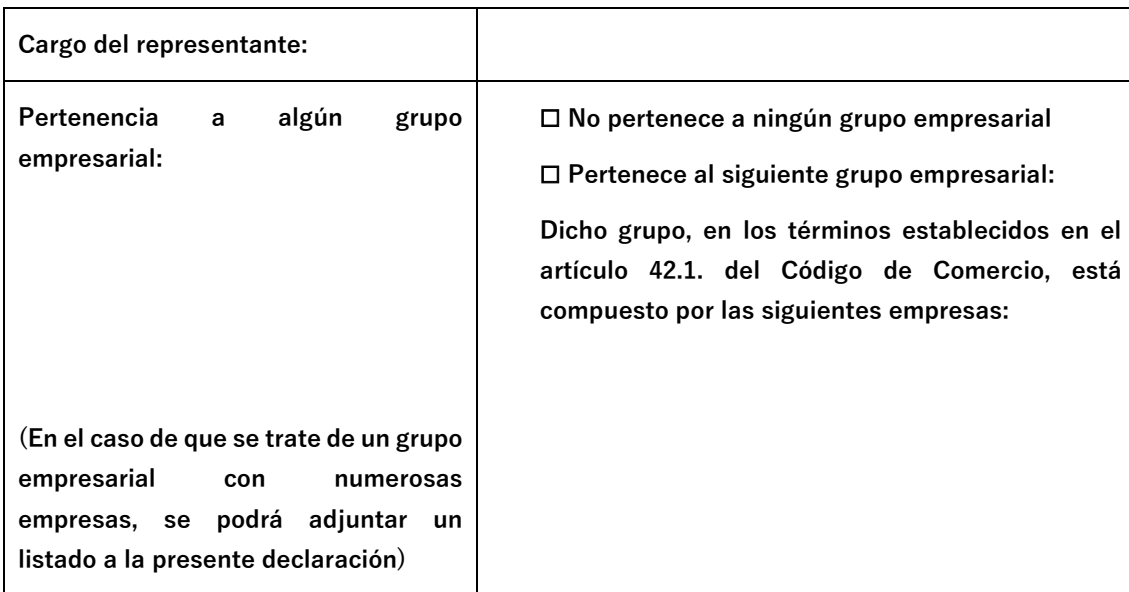 Cargo del representante:
Pertenencia a algún grupo
empresarial:
(En el caso de que se trate de un grupo
empresarial con numerosas
empresas, se podrá adjuntar un
listado a la presente declaración)
☐ No pertenece a ningún grupo empresarial
☐ Pertenece al siguiente grupo empresarial:
Dicho grupo, en los términos establecidos en el
artículo 42.1. del Código de Comercio, está
compuesto por las siguientes empresas: